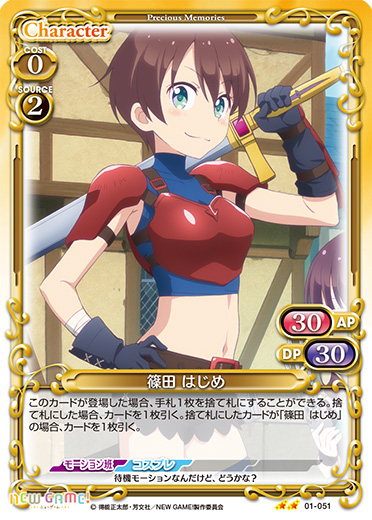 Precious Memories
Character
COST
0
SOURCE
2
30 AP
DP 30
篠田 はじめ
このカードが登場した場合、手札1枚を捨て札にすることができる。捨
て札にした場合、カードを1枚引く。捨て札にしたカードが「篠田 はじめ」
の場合、カードを1枚引く。
モーション班 コスプレ
待機モーションなんだけど、どうかな?
NEW GAME!
© 得能正太郎・芳文社/NEW GAME!製作委員会
01-051